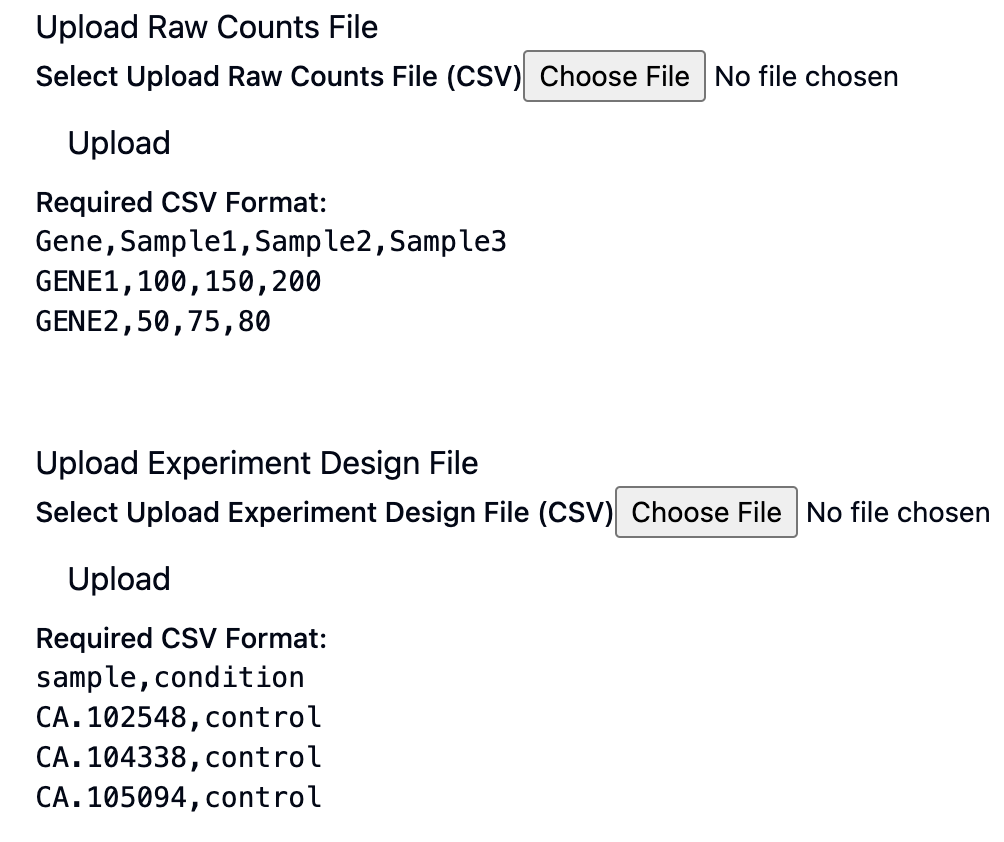 Upload Raw Counts File
Select Upload Raw Counts File (CSV) Choose File No file chosen
Upload
Required CSV Format:
Gene,Sample1,Sample2,Sample3
GENE1,100,150,200
GENE2,50,75,80
Upload Experiment Design File
Select Upload Experiment Design File (CSV) Choose File No file chosen
Upload
Required CSV Format:
sample,condition
CA.102548,control
CA.104338,control
CA.105094,control